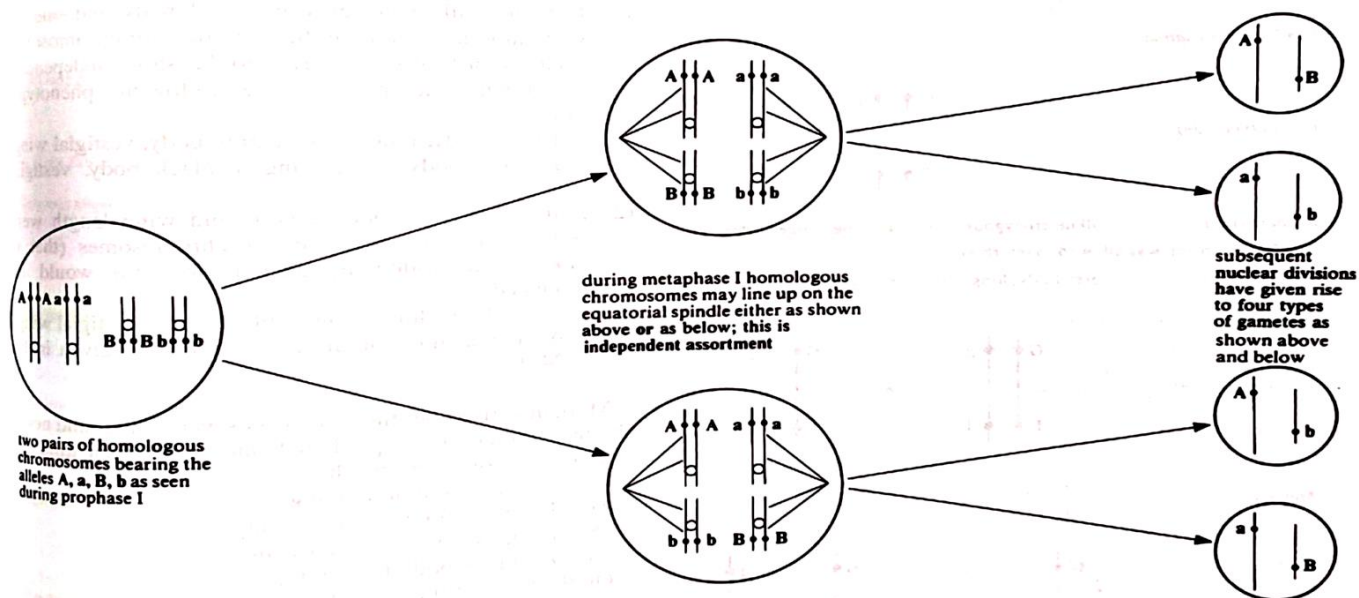 A A a a
B B b b
two pairs of homologous
chromosomes bearing the
alleles A, a, B, b as seen
during prophase I
A A a a
B B b b
during metaphase I homologous
chromosomes may line up on the
equatorial spindle either as shown
above or as below; this is
independent assortment
A A a a
b b B B
A
B
a
b
subsequent
nuclear divisions
have given rise
to four types
of gametes as
shown above
and below
A
b
a
B